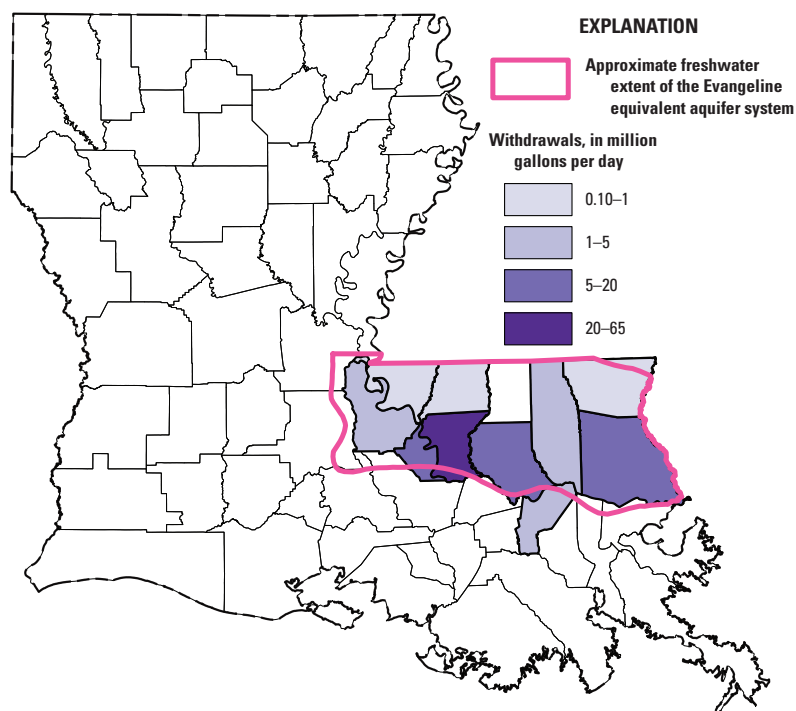 EXPLANATION
Approximate freshwater
extent of the Evangeline
equivalent aquifer system
Withdrawals, in million
gallons per day
0.10–1
1–5
5–20
20–65